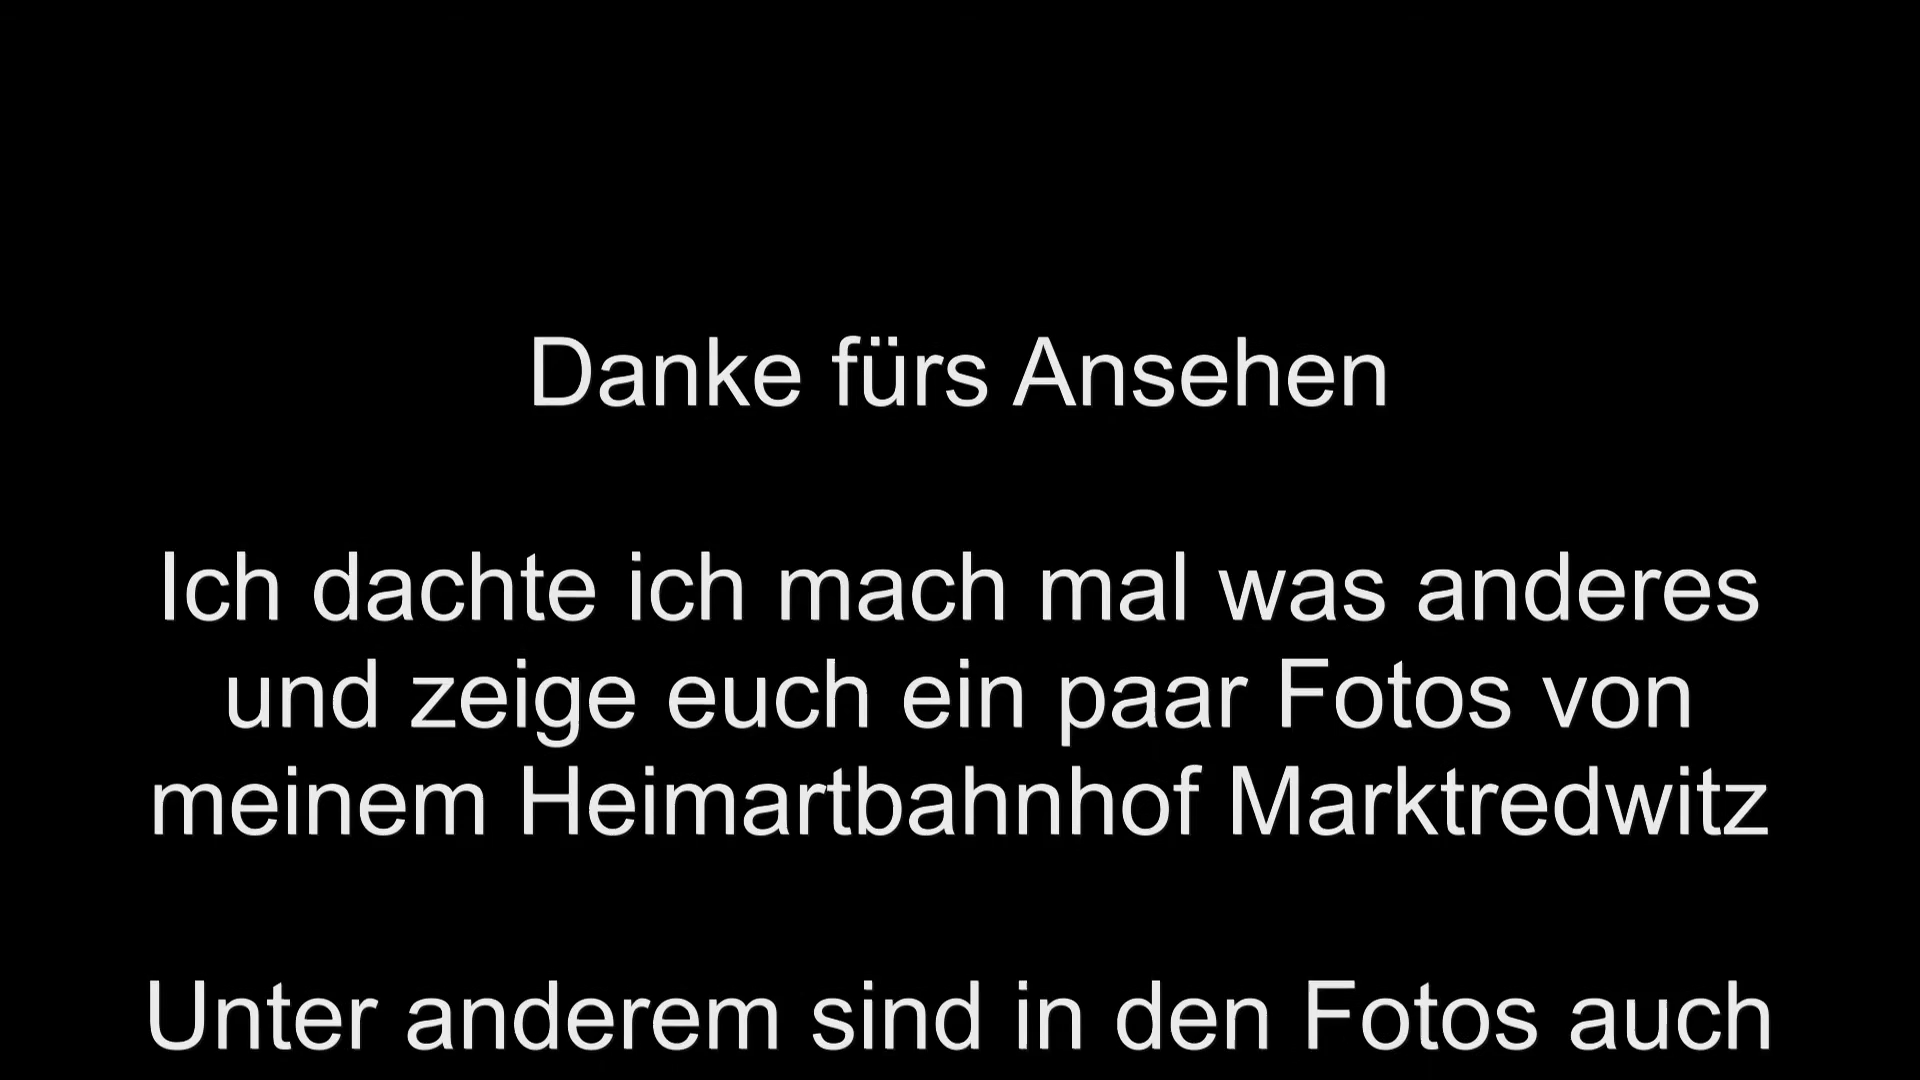 Danke fürs Ansehen
Ich dachte ich mach mal was anderes
und zeige euch ein paar Fotos von
meinem Heimartbahnhof Marktredwitz
Unter anderem sind in den Fotos auch